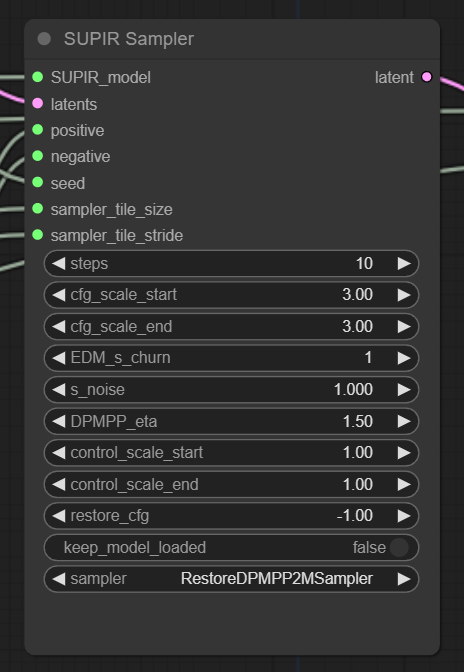 SUPIR Sampler
SUPIR_model latent
latents
positive
negative
seed
sampler_tile_size
sampler_tile_stride
steps 10
cfg_scale_start 3.00
cfg_scale_end 3.00
EDM_s_churn 1
s_noise 1.000
DPMPP_eta 1.50
control_scale_start 1.00
control_scale_end 1.00
restore_cfg -1.00
keep_model_loaded false
sampler RestoreDPMPP2MSampler